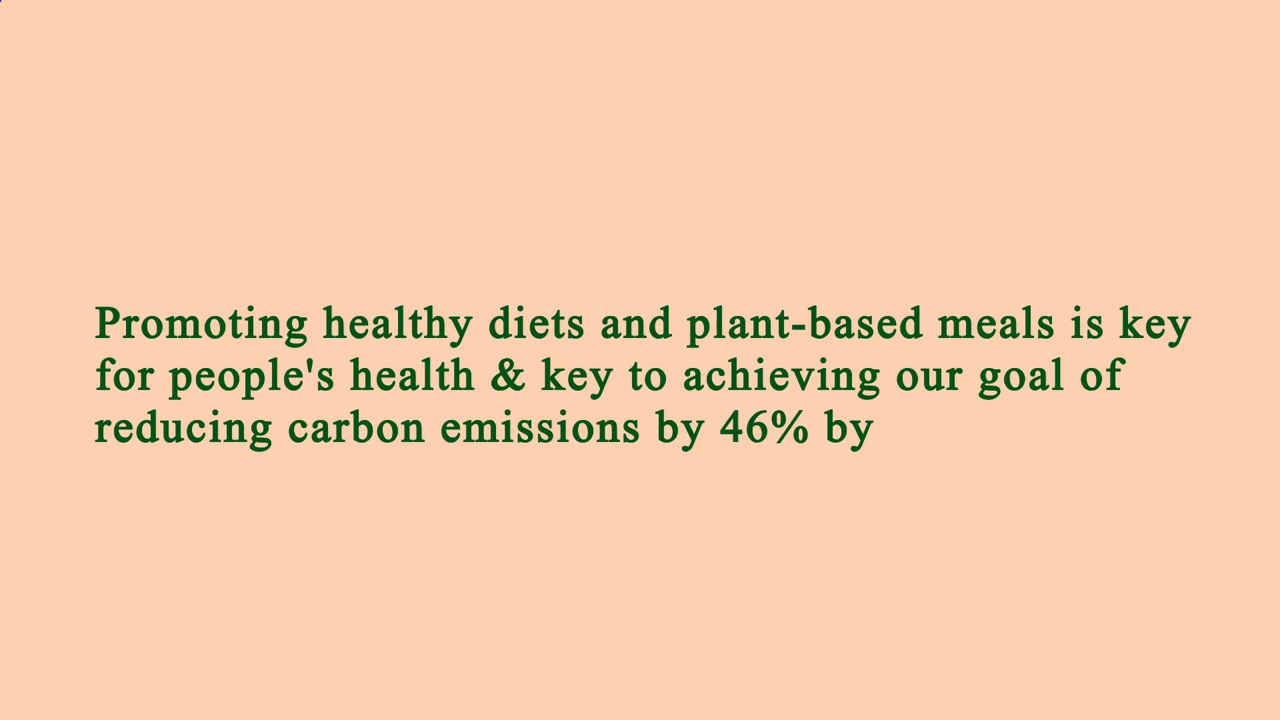 Promoting healthy diets and plant-based meals is key
for people's health & key to achieving our goal of
reducing carbon emissions by 46% by